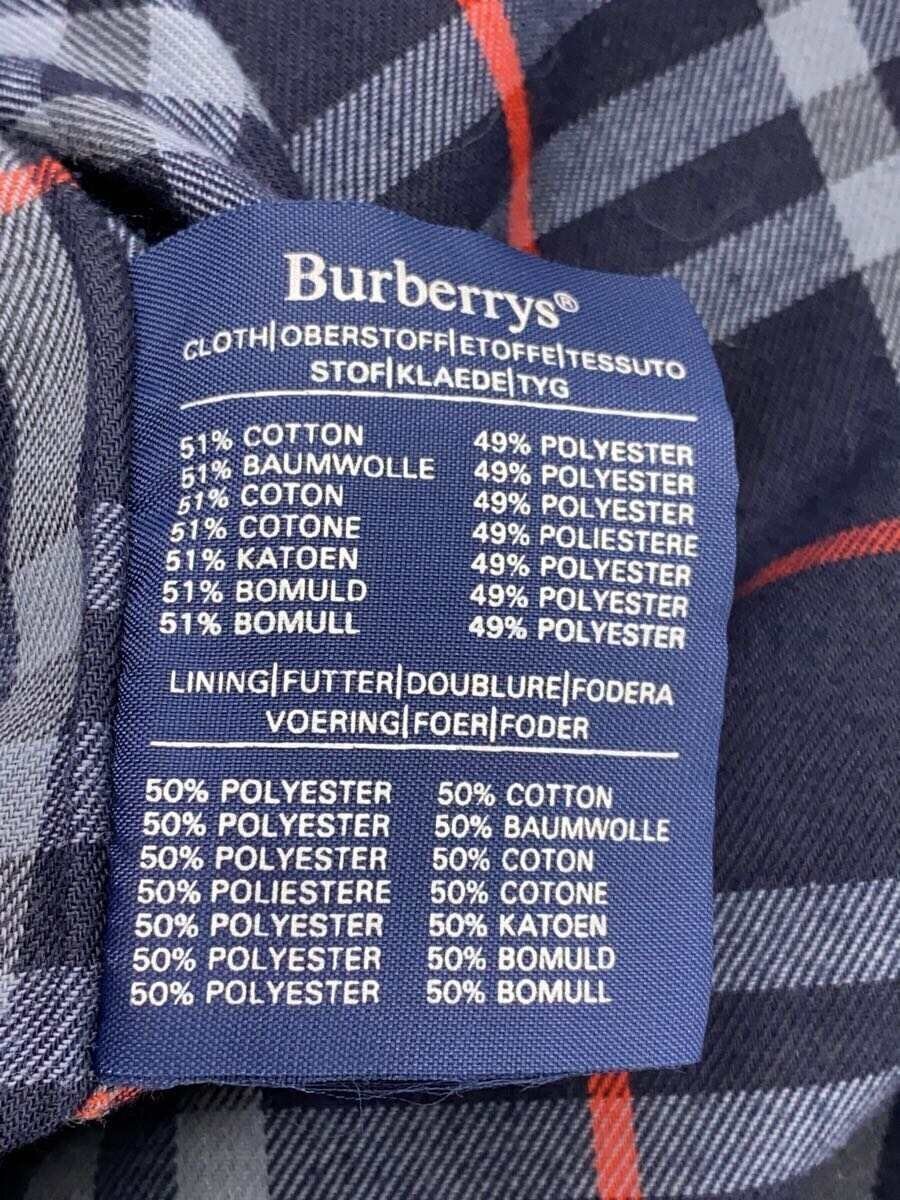 Burberrys®
CLOTH|OBERSTOFF|ETOFFE|TESSUTO
STOF|KLAEDE|TYG
51% COTTON 49% POLYESTER
51% BAUMWOLLE 49% POLYESTER
51% COTON 49% POLYESTER
51% COTONE 49% POLIESTERE
51% KATOEN 49% POLYESTER
51% BOMULD 49% POLYESTER
51% BOMULL 49% POLYESTER
LINING|FUTTER|DOUBLURE|FODERA
VOERING|FOER|FODER
50% POLYESTER 50% COTTON
50% POLYESTER 50% BAUMWOLLE
50% POLYESTER 50% COTON
50% POLIESTERE 50% COTONE
50% POLYESTER 50% KATOEN
50% POLYESTER 50% BOMULD
50% POLYESTER 50% BOMULL